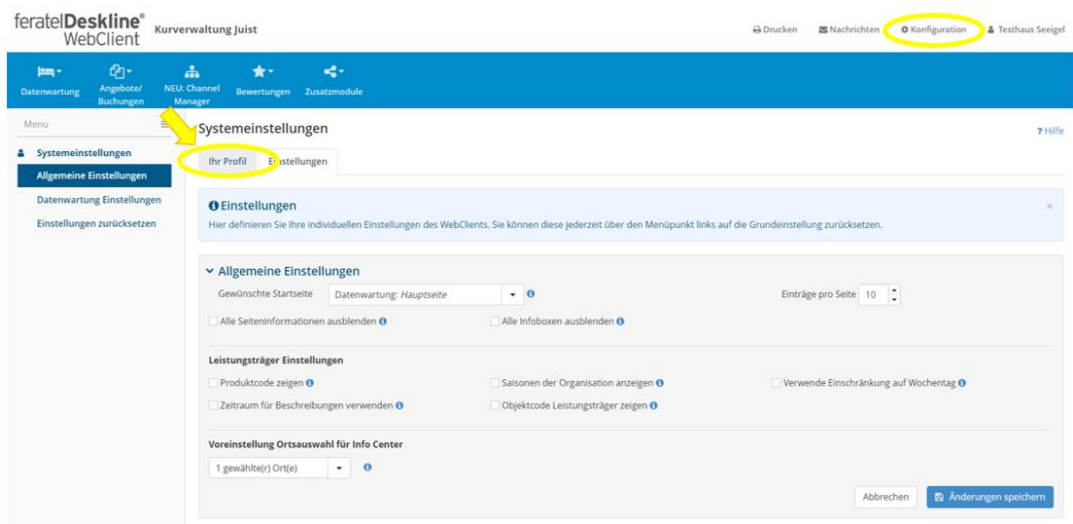 feratelDeskline®
WebClient
Kurverwaltung Juist
Drucken
Nachrichten
Konfiguration
Testhaus Seeigel
Datenwartung
Angebote/
Buchungen
NEU: Channel
Manager
Bewertungen
Zusatzmodule
Menu
Systemeinstellungen
Allgemeine Einstellungen
Datenwartung Einstellungen
Einstellungen zurücksetzen
Systemeinstellungen
? Hilfe
Ihr Profil
Einstellungen
Einstellungen
Hier definieren Sie Ihre individuellen Einstellungen des WebClients. Sie können diese jederzeit über den Menüpunkt links auf die Grundeinstellung zurücksetzen.
Allgemeine Einstellungen
Gewünschte Startseite
Datenwartung: Hauptseite
Einträge pro Seite
10
Alle Seiteninformationen ausblenden
Alle Infoboxen ausblenden
Leistungsträger Einstellungen
Produktcode zeigen
Saisonen der Organisation anzeigen
Verwende Einschränkung auf Wochentag
Zeitraum für Beschreibungen verwenden
Objektcode Leistungsträger zeigen
Voreinstellung Ortsauswahl für Info Center
1 gewählte(r) Ort(e)
Abbrechen
Änderungen speichern